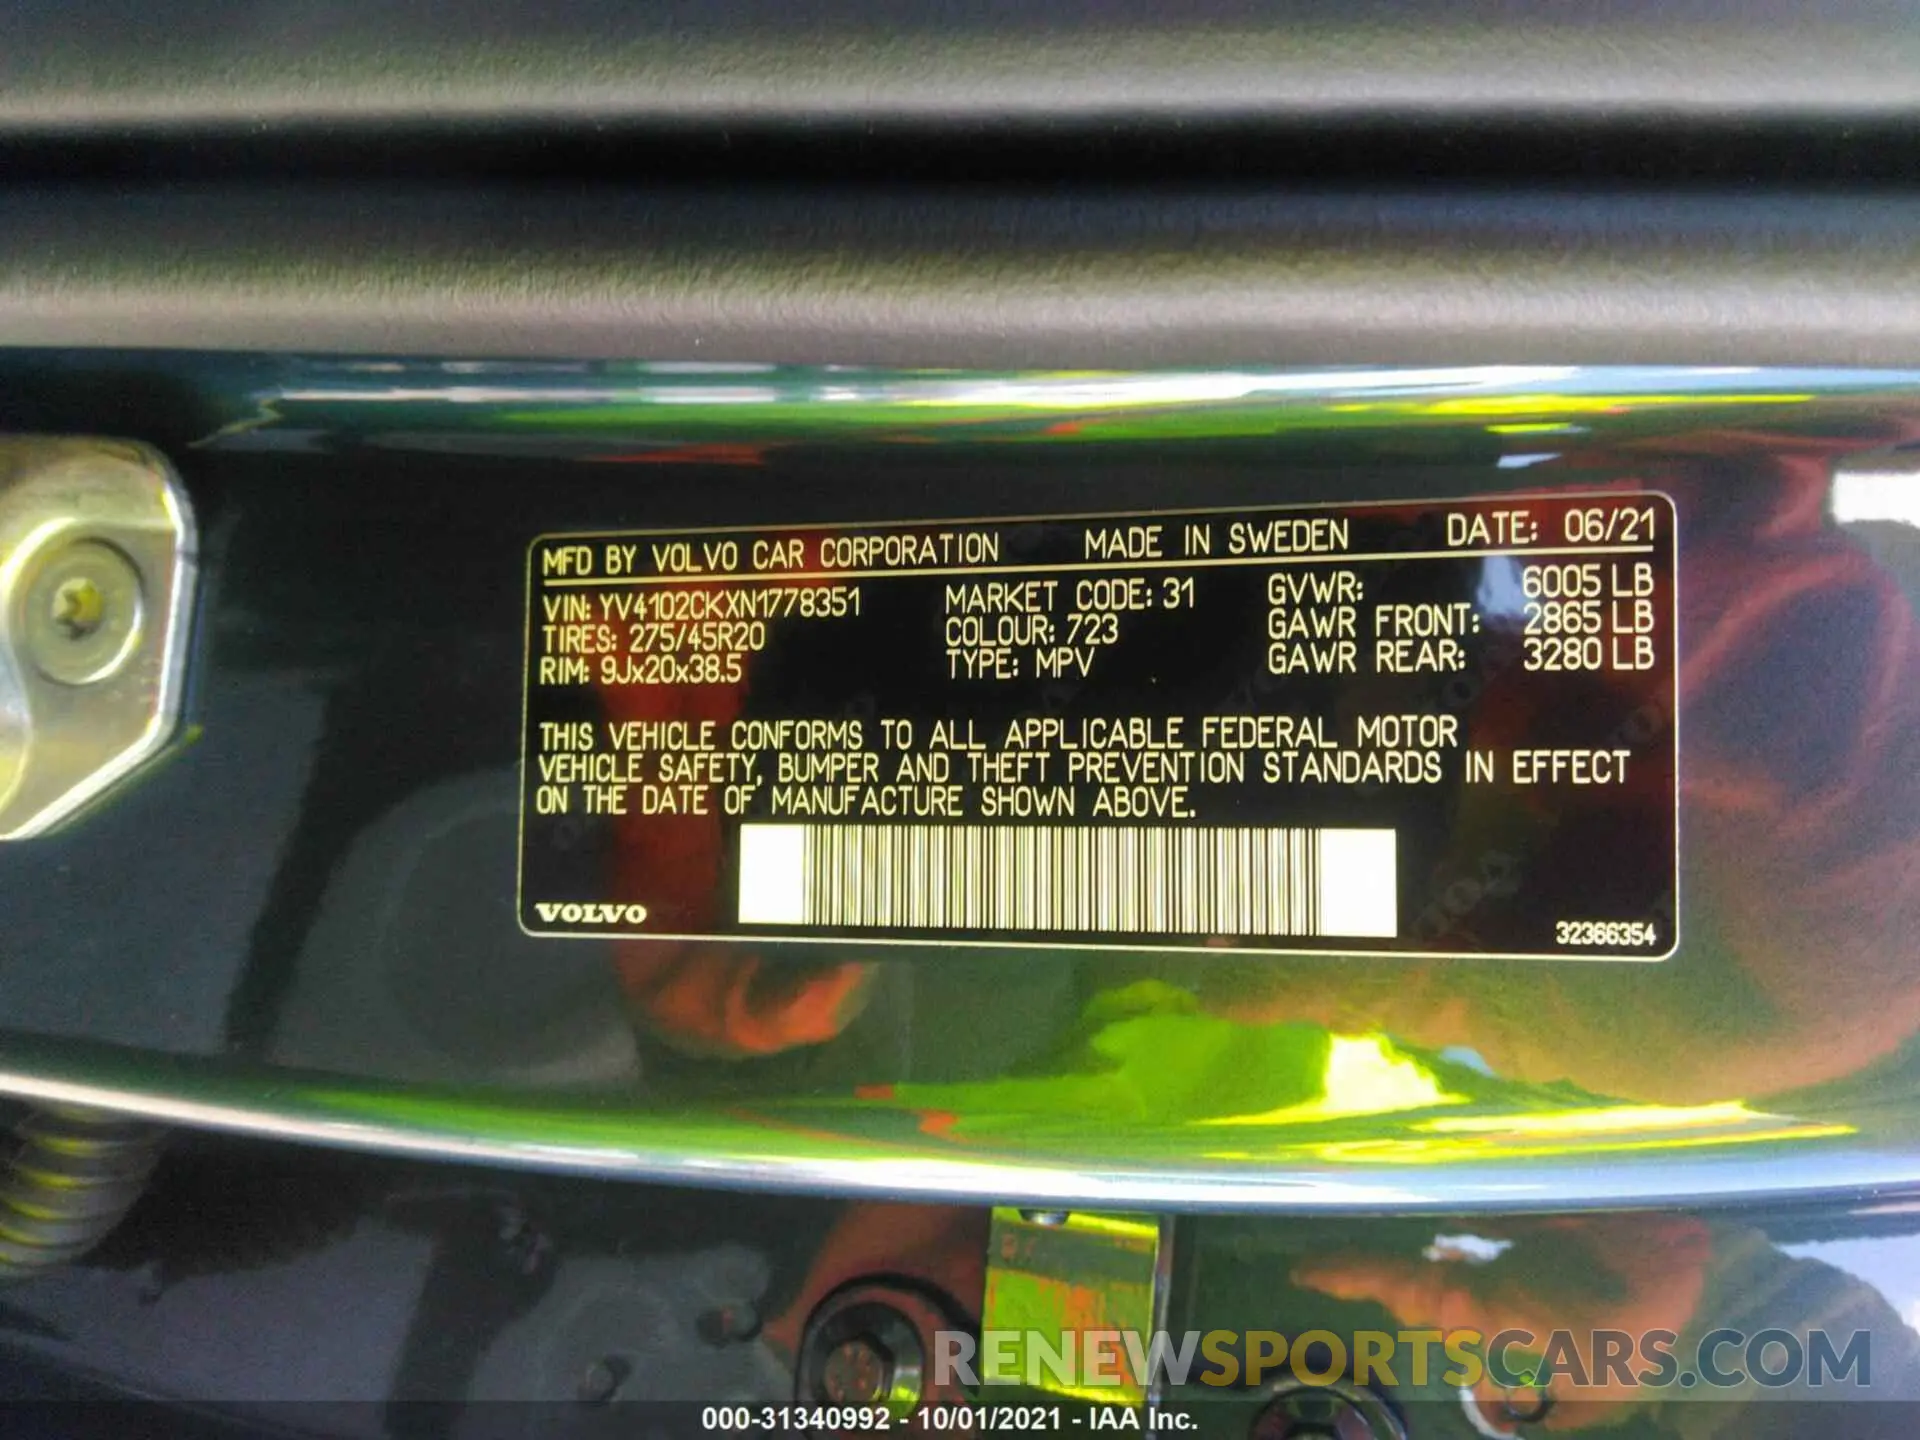 MFD BY VOLVO CAR CORPORATION MADE IN SWEDEN DATE: 06/21
VIN: YV4102CKXN1778351 MARKET CODE: 31 GVWR: 6005 LB
TIRES: 275/45R20 COLOUR: 723 GAWR FRONT: 2865 LB
RIM: 9Jx20x38.5 TYPE: MPV GAWR REAR: 3280 LB
THIS VEHICLE CONFORMS TO ALL APPLICABLE FEDERAL MOTOR
VEHICLE SAFETY, BUMPER AND THEFT PREVENTION STANDARDS IN EFFECT
ON THE DATE OF MANUFACTURE SHOWN ABOVE.
VOLVO 32366354
RENEWSPORTSCARS.COM
000-31340992 - 10/01/2021 - IAA Inc.